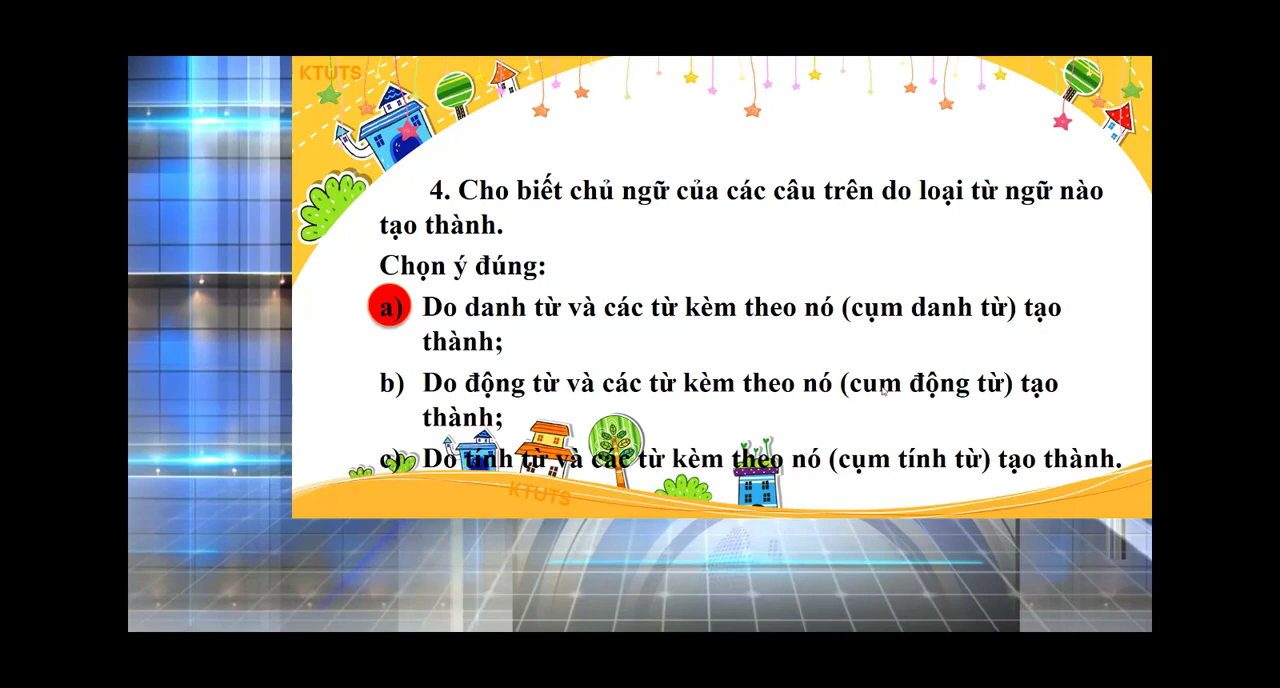 KTUTS
4. Cho biết chủ ngữ của các câu trên do loại từ ngữ nào
tạo thành.
Chọn ý đúng:
a) Do danh từ và các từ kèm theo nó (cụm danh từ) tạo
thành;
b) Do động từ và các từ kèm theo nó (cụm động từ) tạo
thành;
c) Do tính từ và các từ kèm theo nó (cụm tính từ) tạo thành.
KTUTS